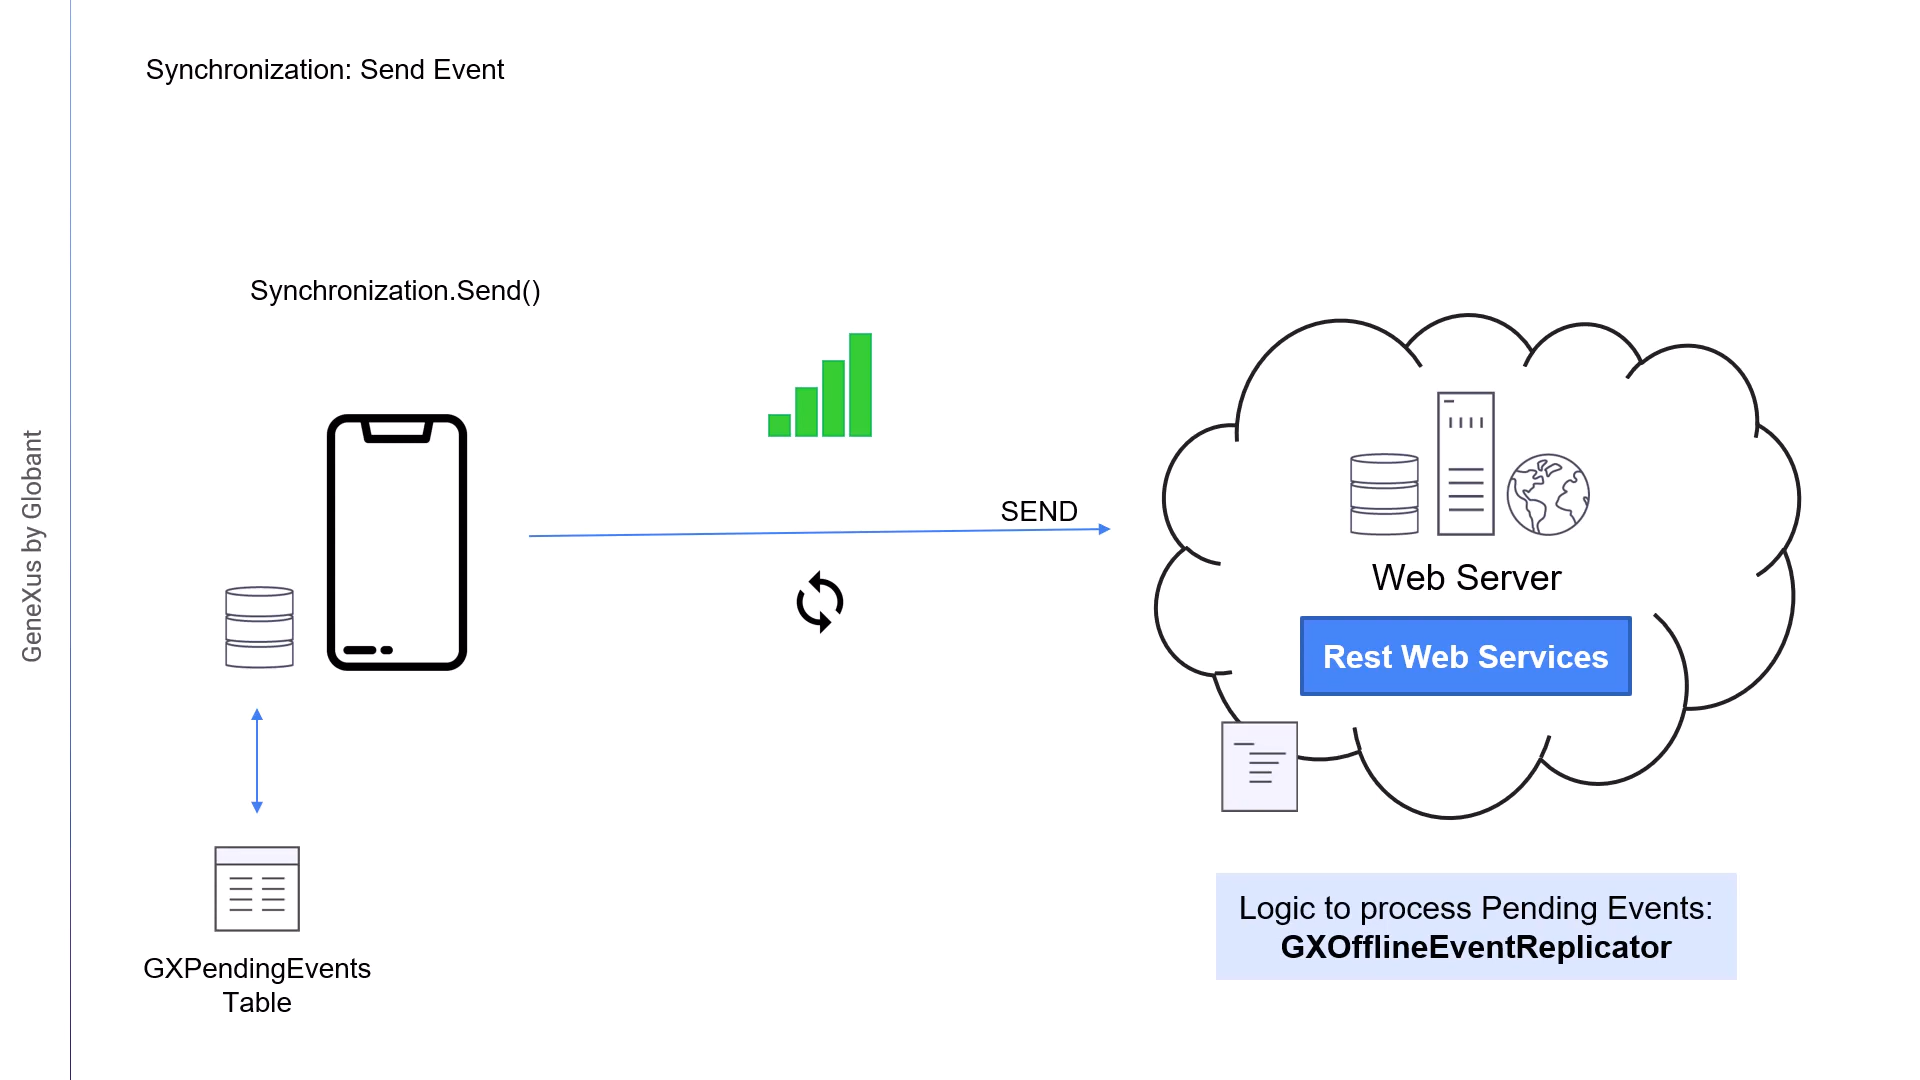 Synchronization: Send Event
Synchronization.Send()
SEND
Web Server
Rest Web Services
GXPendingEvents
Table
Logic to process Pending Events:
GXOfflineEventReplicator
GeneXus by Globant